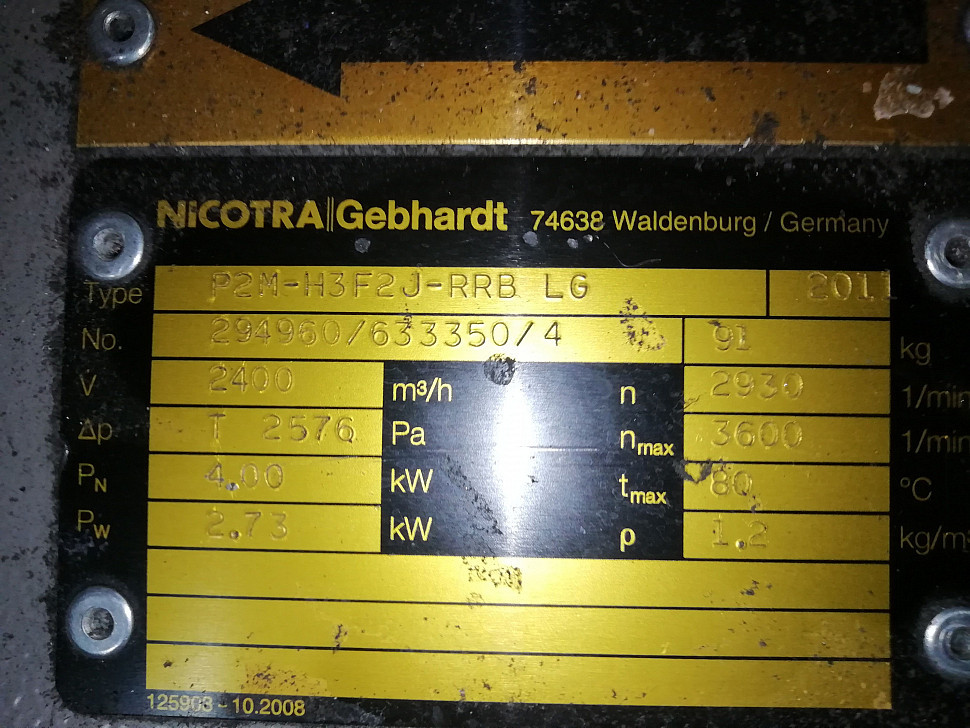 NICOTRA||Gebhardt 74638 Waldenburg / Germany
Type P2M-H3F2J-RRB LG 2011
No. 294960/633350/4 91 kg
V 2400 m³/h n 2930 1/min
Δp T 2576 Pa nmax 3600 1/min
PN 4.00 kW tmax 80 °C
PW 2.73 kW ρ 1.2 kg/m³
125903 - 10.2008